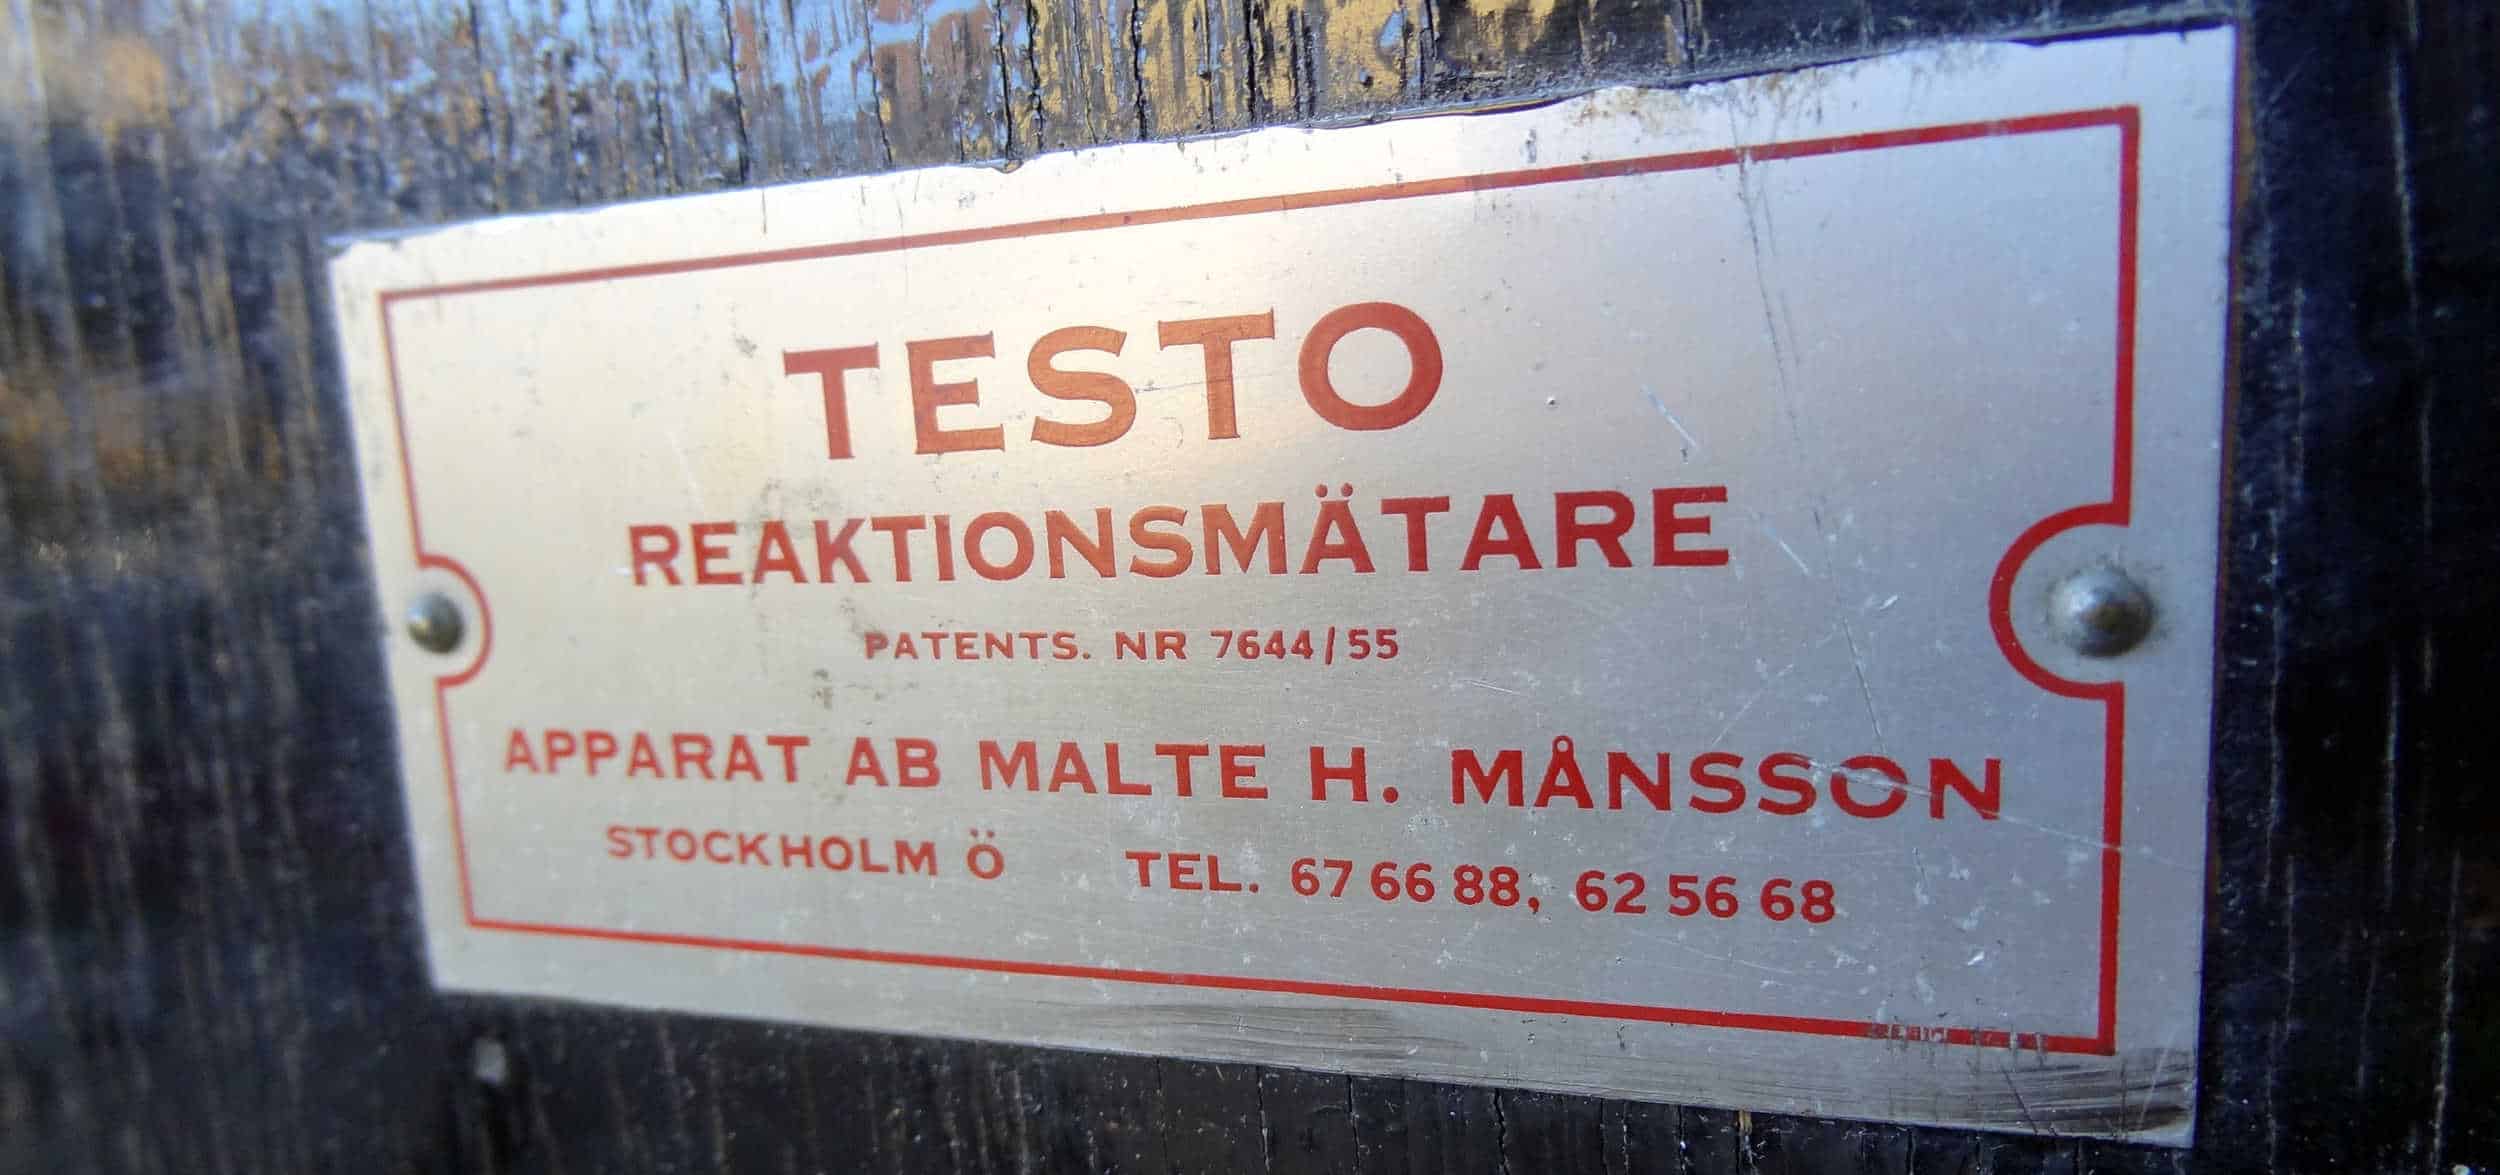 TESTO
REAKTIONSMÄTARE
PATENTS. NR 7644/55
APPARAT AB MALTE H. MÅNSSON
STOCKHOLM Ö TEL. 67 66 88, 62 56 68